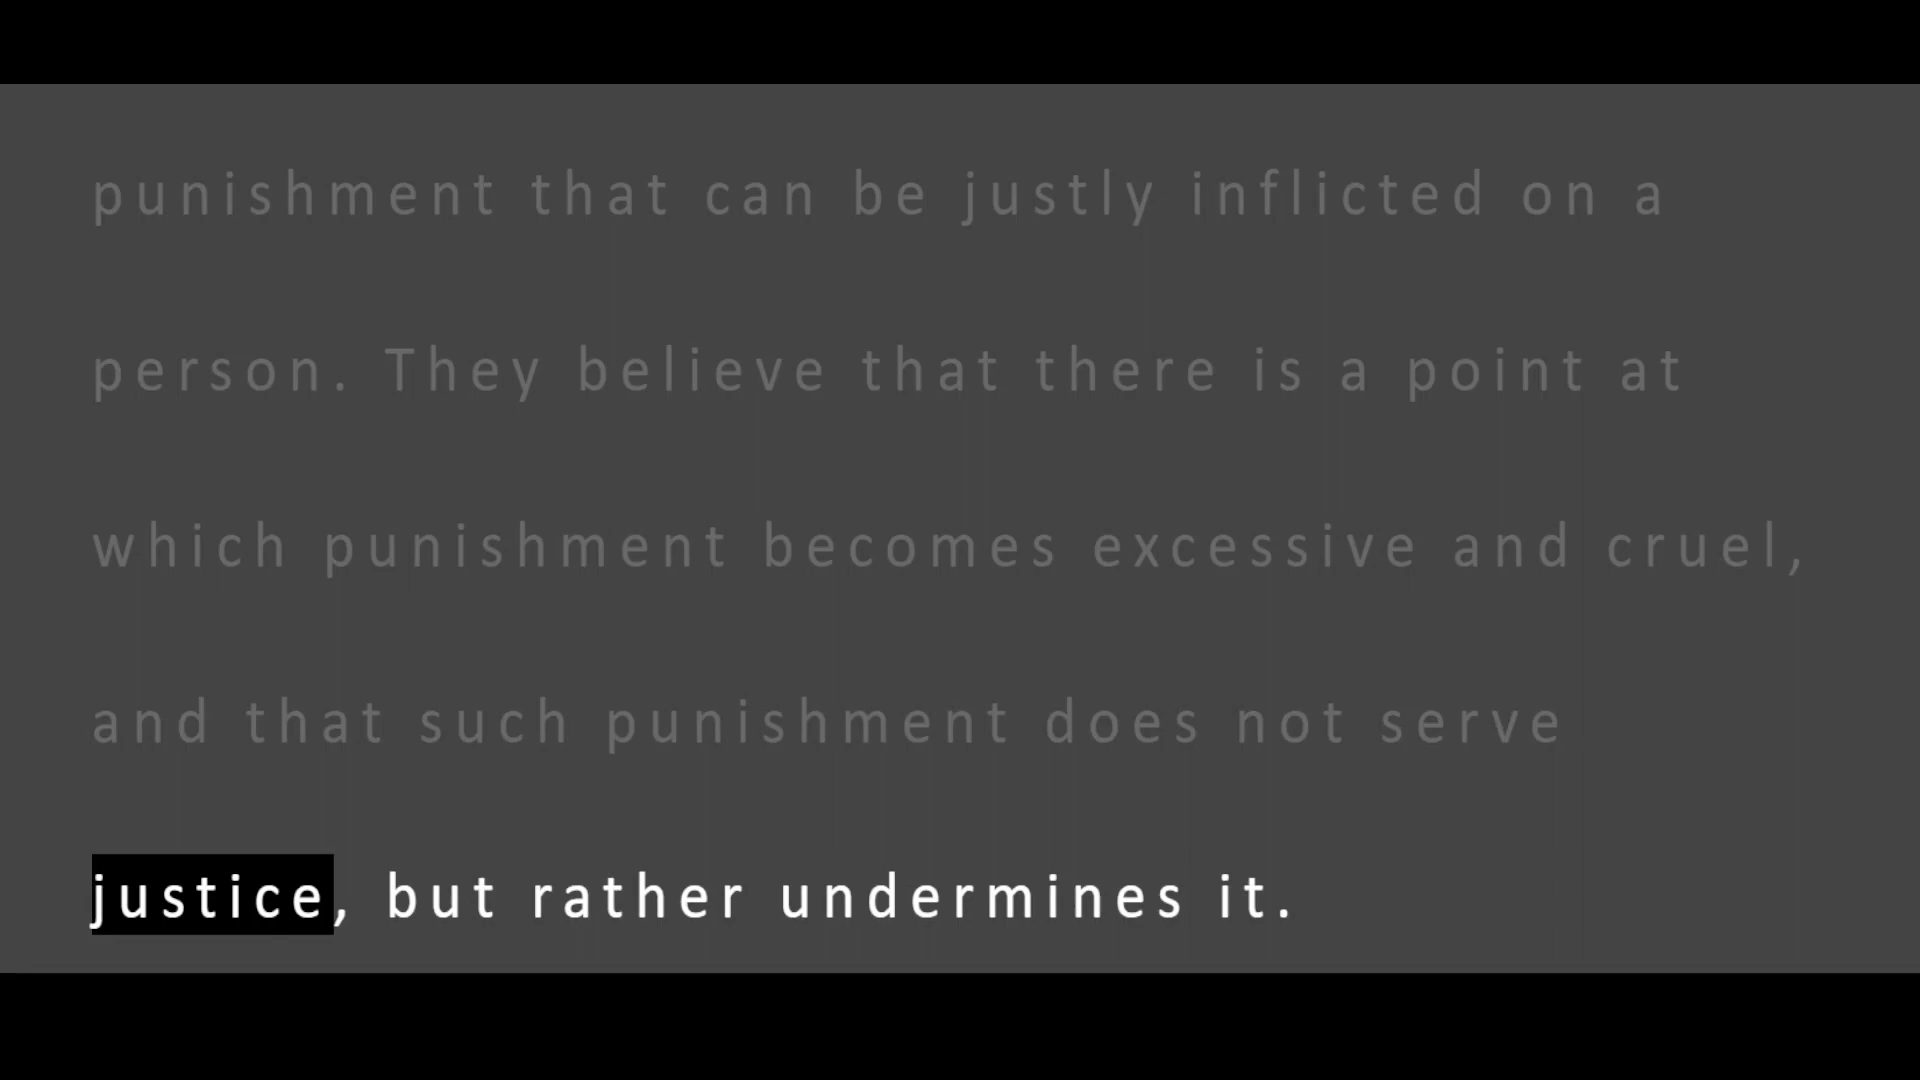 punishment that can be justly inflicted on a
person. They believe that there is a point at
which punishment becomes excessive and cruel,
and that such punishment does not serve
justice, but rather undermines it.